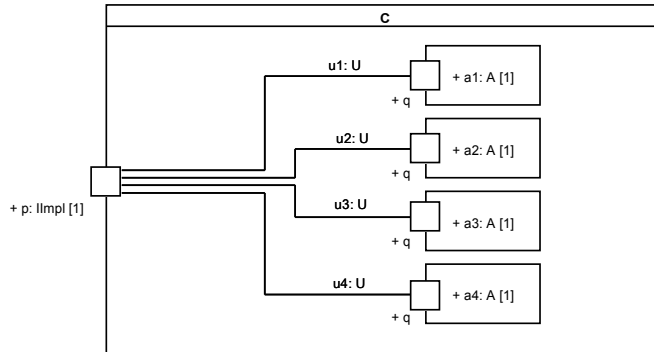 C
u1: U
+ a1: A [1]
+ q
u2: U
+ a2: A [1]
+ q
+ p: IImpl [1]
u3: U
+ a3: A [1]
+ q
u4: U
+ a4: A [1]
+ q